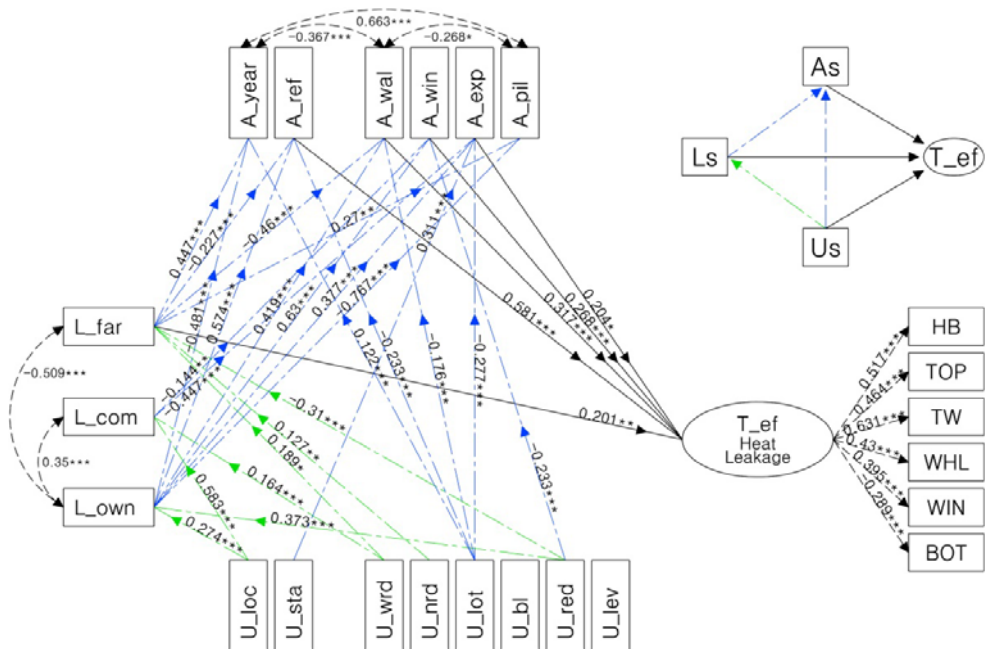 0.663***
-0.367***
-0.268*
A_year
A_ref
A_wal
A_win
A_exp
A_pil
As
Ls
T_ef
Us
0.447***
-0.227***
-0.46***
0.27**
0.311***
-0.481***
0.574***
0.419***
0.63***
0.377***
-0.767***
-0.144**
-0.447***
0.122***
-0.233***
-0.176***
-0.277***
-0.233***
0.581***
0.317***
0.268***
0.204*
0.201**
L_far
L_com
L_own
-0.509***
0.35***
-0.31***
0.127**
0.189*
0.164***
0.373***
0.583***
0.274***
T_ef
Heat
Leakage
0.517***
0.631***
0.43***
0.395***
HB
TOP
TW
WHL
WIN
BOT
U_loc
U_sta
U_wrd
U_nrd
U_lot
U_bl
U_red
U_lev